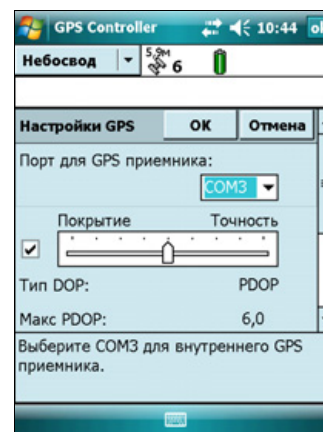 GPS Controller 10:44 ok
Небосвод 5,9м 6
Настройки GPS OK Отмена
Порт для GPS приемника:
COM3
Покрытие Точность
Тип DOP: PDOP
Макс PDOP: 6,0
Выберите COM3 для внутреннего GPS
приемника.